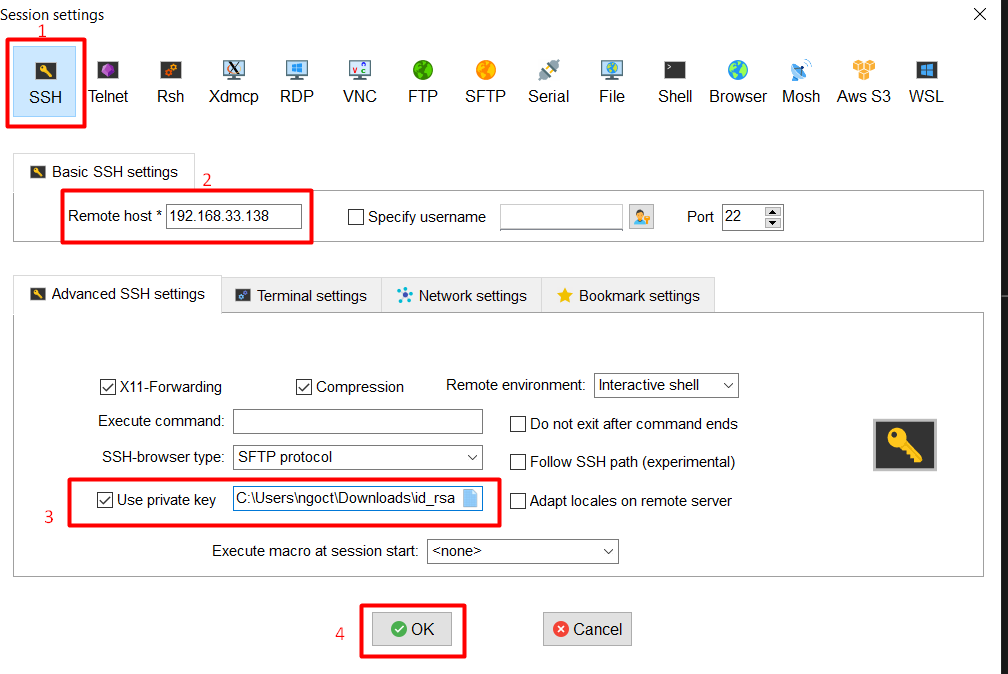 Session settings
1
SSH Telnet Rsh Xdmcp RDP VNC FTP SFTP Serial File Shell Browser Mosh Aws S3 WSL
Basic SSH settings
2
Remote host * 192.168.33.138 Specify username Port 22
Advanced SSH settings Terminal settings Network settings Bookmark settings
X11-Forwarding Compression Remote environment: Interactive shell
Execute command: Do not exit after command ends
SSH-browser type: SFTP protocol Follow SSH path (experimental)
3 Use private key C:\Users\ngoct\Downloads\id_rsa Adapt locales on remote server
Execute macro at session start: <none>
4 OK Cancel